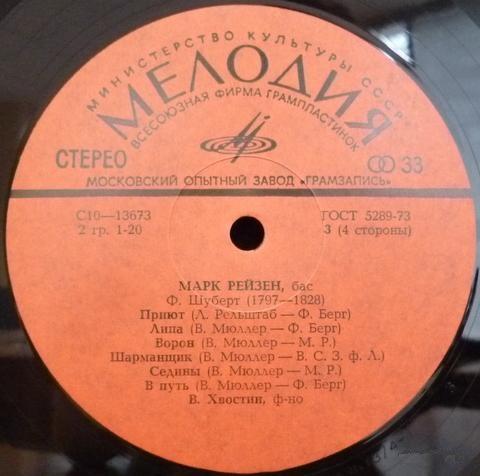 МИНИСТЕРСТВО КУЛЬТУРЫ СССР
МЕЛОДИЯ
ВСЕСОЮЗНАЯ ФИРМА ГРАМПЛАСТИНОК
СТЕРЕО
33
МОСКОВСКИЙ ОПЫТНЫЙ ЗАВОД «ГРАМЗАПИСЬ»
С10—13673 ГОСТ 5289-73
2 гр. 1-20 3 (4 стороны)
МАРК РЕЙЗЕН, бас
Ф. Шуберт (1797—1828)
Приют (Л. Рельштаб — Ф. Берг)
Липа (В. Мюллер — Ф. Берг)
Ворон (В. Мюллер — М. Р.)
Шарманщик (В. Мюллер — В. С. З. ф. Л.)
Седины (В. Мюллер — М. Р.)
В путь (В. Мюллер — Ф. Берг)
В. Хвостин, ф-но